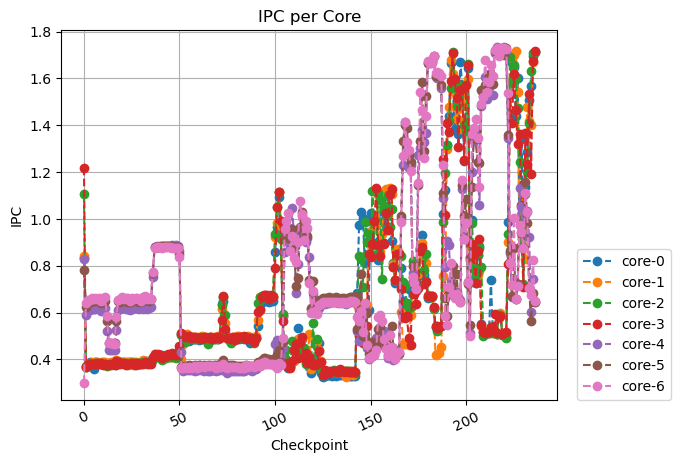 IPC per Core
IPC
1.8
1.6
1.4
1.2
1.0
0.8
0.6
0.4
0
50
100
150
200
Checkpoint
core-0
core-1
core-2
core-3
core-4
core-5
core-6